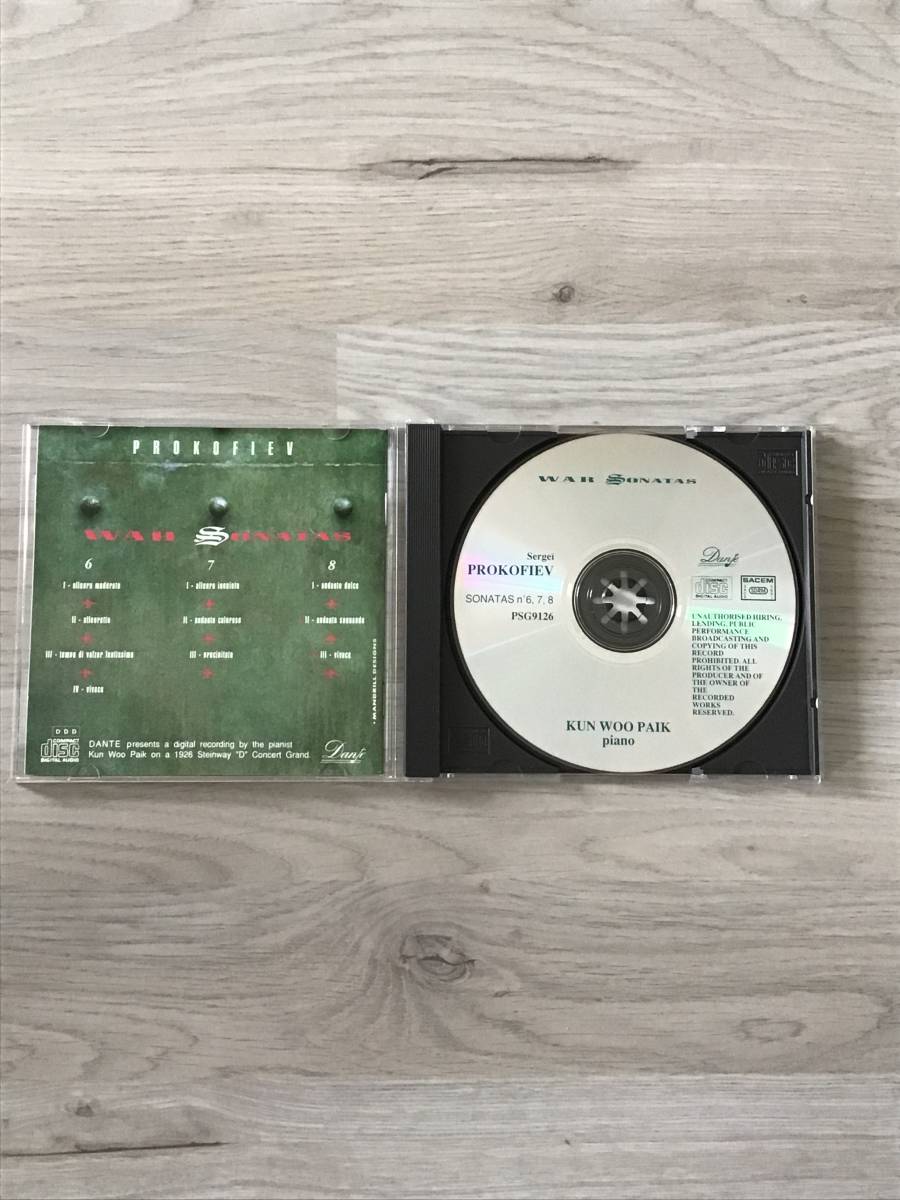 PROKOFIEV
WAR SONATAS
6
7
8
I - allegro moderato
I - allegro inquieto
I - andante dolce
II - allegretto
II - andante caloroso
II - andante sognando
III - tempo di valzer lentissimo
III - precipitato
III - vivace
IV - vivace
• MANDRILL DESIGNS
DDD
COMPACT
disc
DIGITAL AUDIO
DANTE presents a digital recording by the pianist
Kun Woo Paik on a 1926 Steinway "D" Concert Grand.
Dante
WAR SONATAS
Sergeï
PROKOFIEV
SONATAS n°6, 7, 8
PSG9126
Dante
COMPACT
disc
DIGITAL AUDIO
SACEM
SDRM
UNAUTHORISED HIRING,
LENDING, PUBLIC
PERFORMANCE
BROADCASTING AND
COPYING OF THIS
RECORD
PROHIBITED. ALL
RIGHTS OF THE
PRODUCER AND OF
THE OWNER OF
THE
RECORDED
WORKS
RESERVED.
KUN WOO PAIK
piano
disc